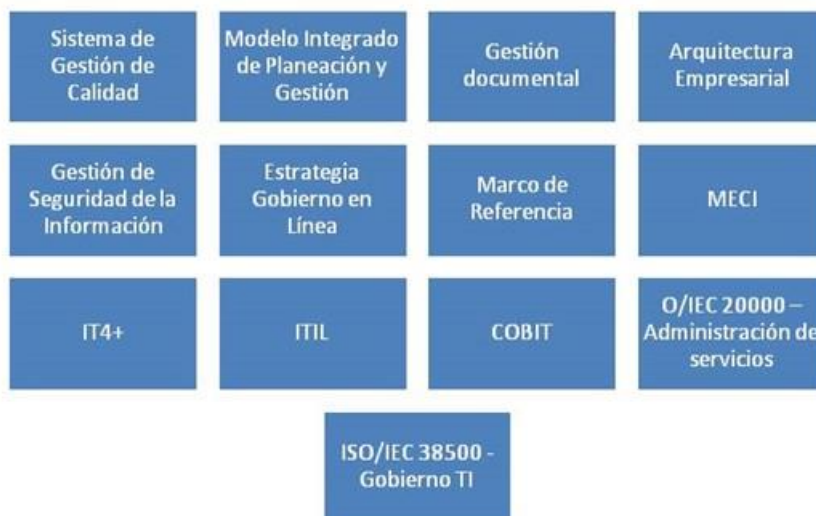 Sistema de
Gestión de
Calidad
Modelo Integrado
de Planeación y
Gestión
Gestión
documental
Arquitectura
Empresarial
Gestión de
Seguridad de la
Información
Estrategia
Gobierno en
Línea
Marco de
Referencia
MECI
IT4+
ITIL
COBIT
O/IEC 20000 –
Administración de
servicios
ISO/IEC 38500 -
Gobierno TI